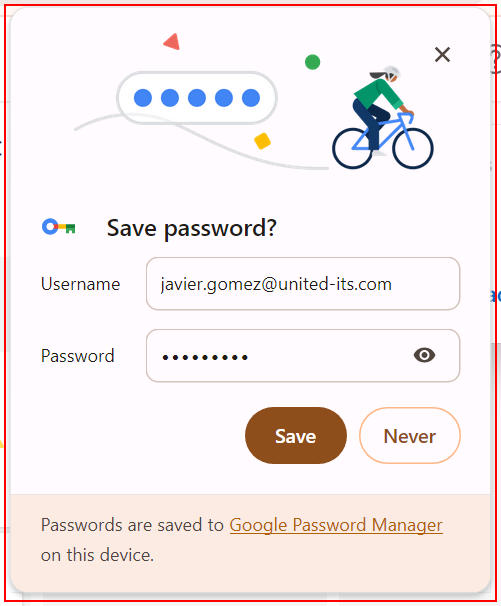 Save password?
Username
javier.gomez@united-its.com
Password
•••••••••
Save
Never
Passwords are saved to Google Password Manager
on this device.